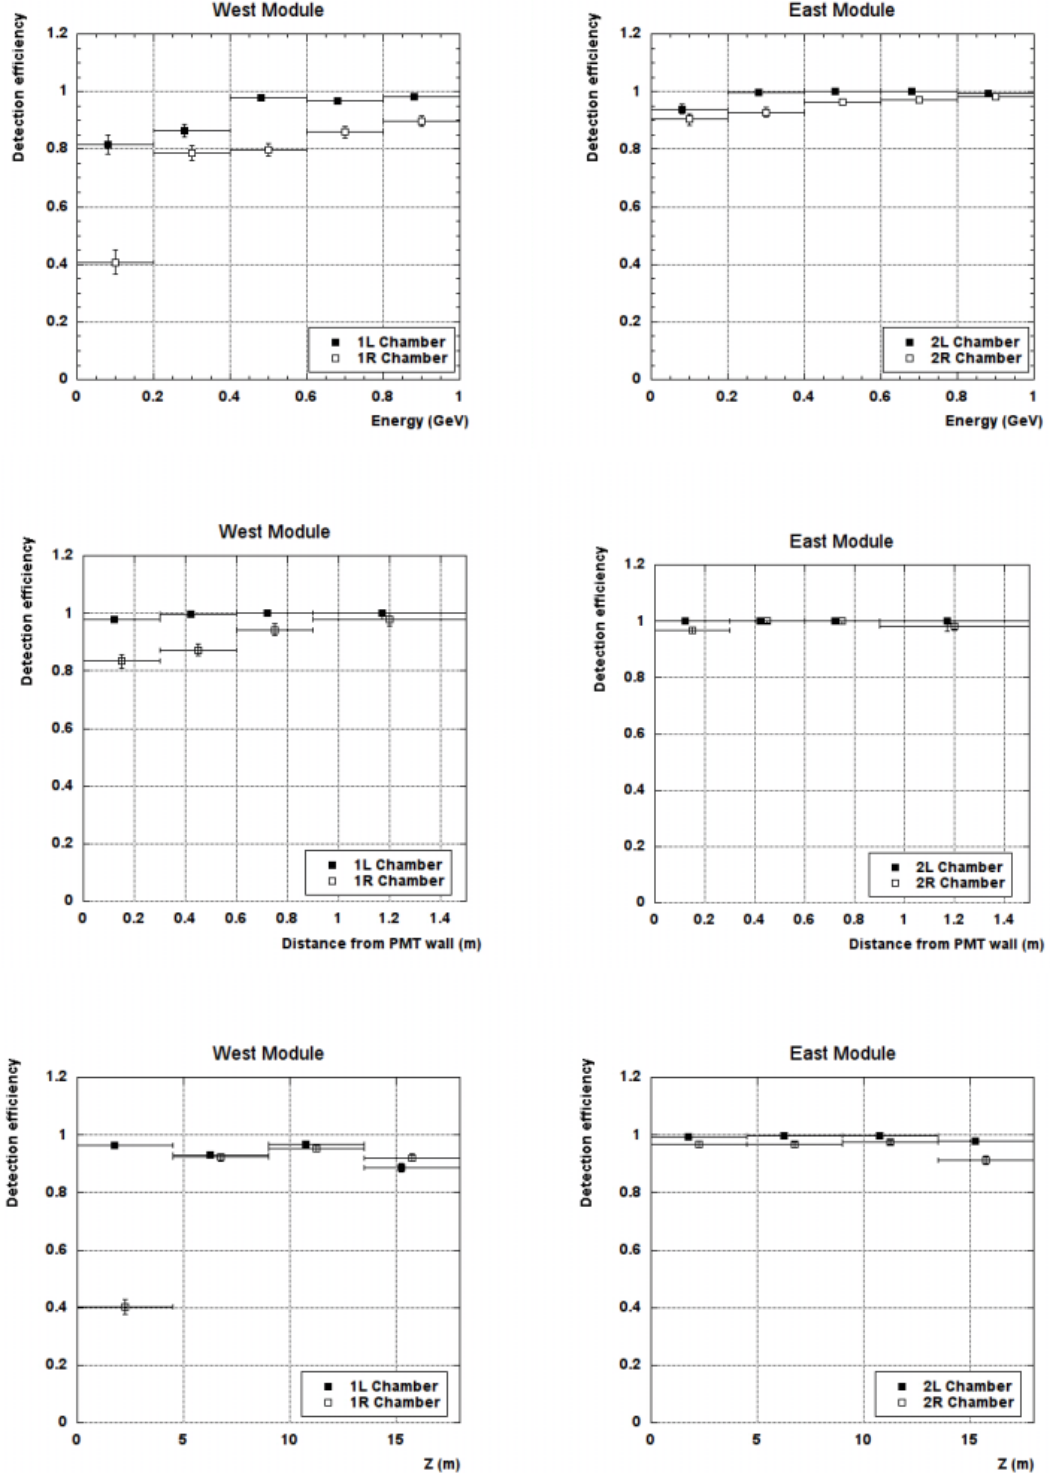 West Module
Detection efficiency
1.2
1
0.8
0.6
0.4
0.2
0
1L Chamber
1R Chamber
0 0.2 0.4 0.6 0.8 1
Energy (GeV)
East Module
Detection efficiency
1.2
1
0.8
0.6
0.4
0.2
0
2L Chamber
2R Chamber
0 0.2 0.4 0.6 0.8 1
Energy (GeV)
West Module
Detection efficiency
1.2
1
0.8
0.6
0.4
0.2
0
1L Chamber
1R Chamber
0 0.2 0.4 0.6 0.8 1 1.2 1.4
Distance from PMT wall (m)
East Module
Detection efficiency
1.2
1
0.8
0.6
0.4
0.2
0
2L Chamber
2R Chamber
0 0.2 0.4 0.6 0.8 1 1.2 1.4
Distance from PMT wall (m)
West Module
Detection efficiency
1.2
1
0.8
0.6
0.4
0.2
0
1L Chamber
1R Chamber
0 5 10 15
Z (m)
East Module
Detection efficiency
1.2
1
0.8
0.6
0.4
0.2
0
2L Chamber
2R Chamber
0 5 10 15
Z (m)